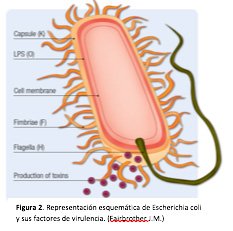 Capsule (K)
LPS (O)
Cell membrane
Fimbriae (F)
Flagella (H)
Production of toxins
Figura 2. Representación esquemática de Escherichia coli
y sus factores de virulencia. (Fairbrother J.M.)